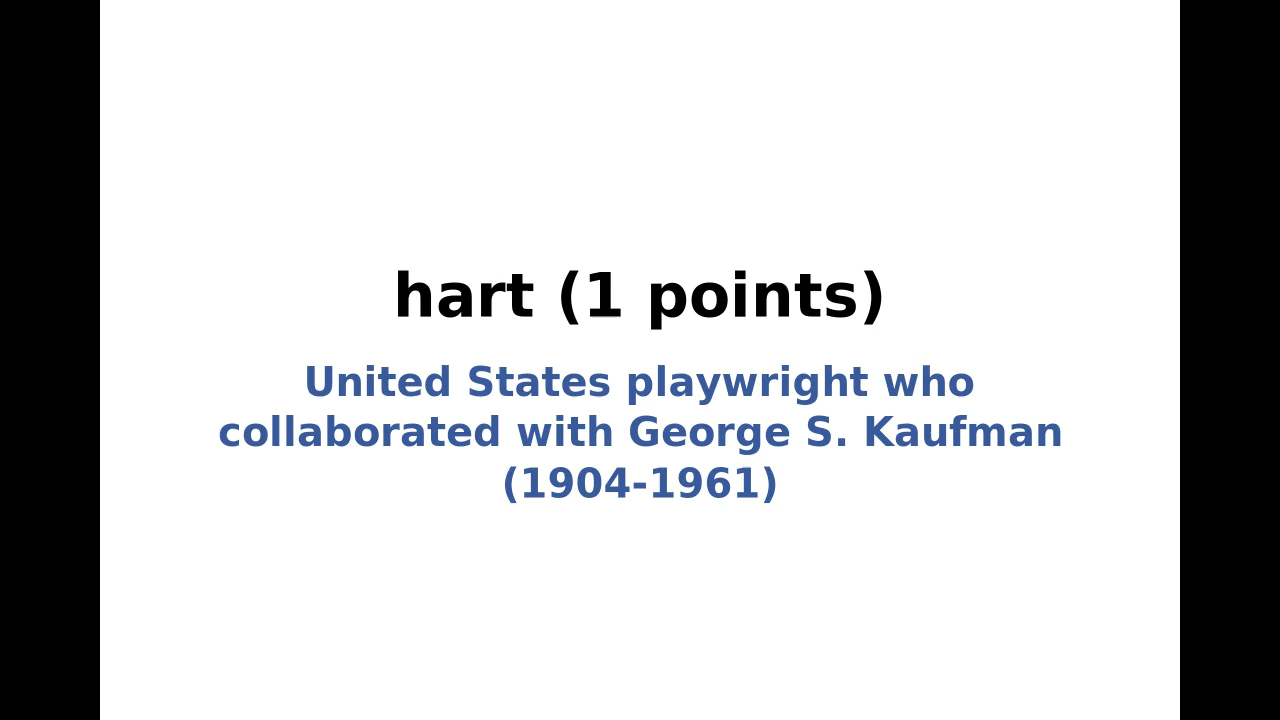 hart (1 points)
United States playwright who
collaborated with George S. Kaufman
(1904-1961)